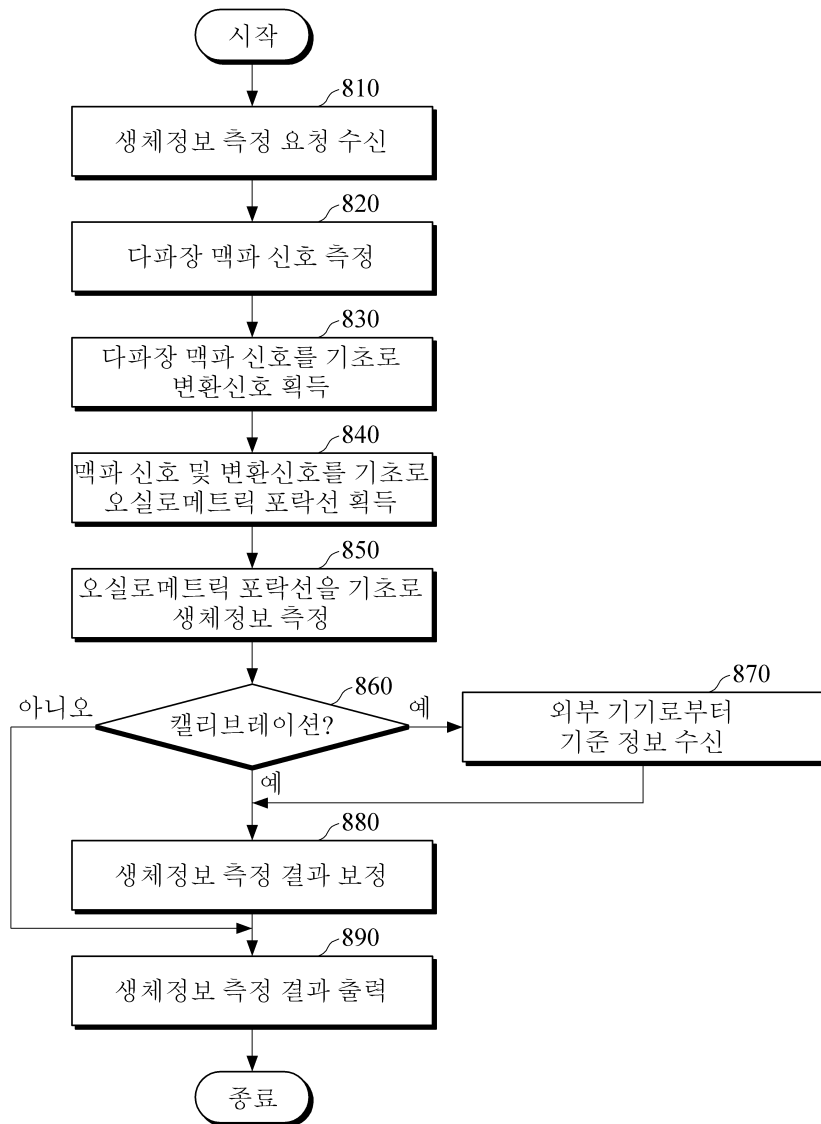 시작
810
생체정보 측정 요청 수신
820
다파장 맥파 신호 측정
830
다파장 맥파 신호를 기초로
변환신호 획득
840
맥파 신호 및 변환신호를 기초로
오실로메트릭 포락선 획득
850
오실로메트릭 포락선을 기초로
생체정보 측정
860
아니오
캘리브레이션?
예
870
외부 기기로부터
기준 정보 수신
예
880
생체정보 측정 결과 보정
890
생체정보 측정 결과 출력
종료